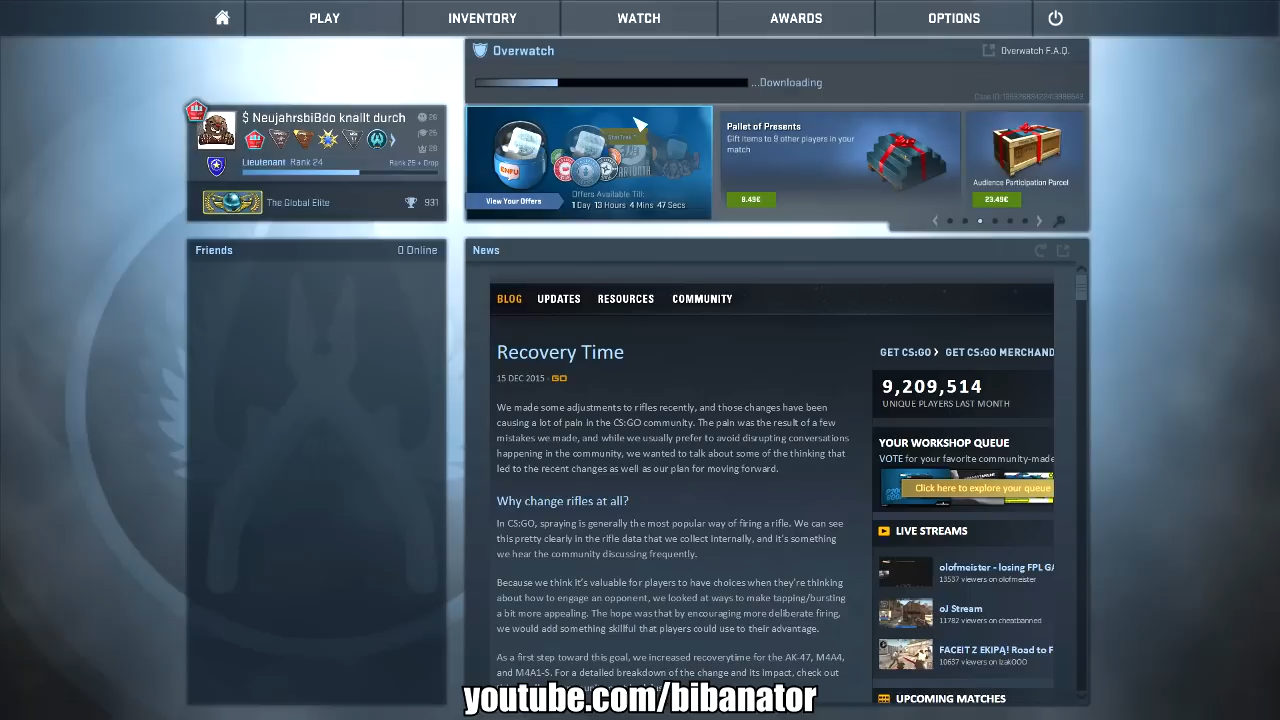 PLAY
INVENTORY
WATCH
AWARDS
OPTIONS
Overwatch
Overwatch F.A.Q.
...Downloading
$ NeujahrsbiBdo knallt durch
26
25
29
Lieutenant Rank 24
Rank 25 + Drop
The Global Elite
931
View Your Offers
Offers Available Till:
1 Day 13 Hours 4 Mins 47 Secs
Pallet of Presents
Gift items to 9 other players in your
match
8.49€
Audience Participation Parcel
23.49€
Friends
0 Online
News
BLOG UPDATES RESOURCES COMMUNITY
Recovery Time
15 DEC 2015 - GO
We made some adjustments to rifles recently, and those changes have been
causing a lot of pain in the CS:GO community. The pain was the result of a few
mistakes we made, and while we usually prefer to avoid disrupting conversations
happening in the community, we wanted to talk about some of the thinking that
led to the recent changes as well as our plan for moving forward.
Why change rifles at all?
In CS:GO, spraying is generally the most popular way of firing a rifle. We can see
this pretty clearly in the rifle data that we collect internally, and it's something
we hear the community discussing frequently.
Because we think it's valuable for players to have choices when they're thinking
about how to engage an opponent, we looked at ways to make tapping/bursting
a bit more appealing. The hope was that by encouraging more deliberate firing,
we would add something skillful that players could use to their advantage.
As a first step toward this goal, we increased recoverytime for the AK-47, M4A4,
and M4A1-S. For a detailed breakdown of the change and its impact, check out
GET CS:GO GET CS:GO MERCHAND
9,209,514
UNIQUE PLAYERS LAST MONTH
YOUR WORKSHOP QUEUE
VOTE for your favorite community-made
Click here to explore your queue
LIVE STREAMS
olofmeister - losing FPL GA
13537 viewers on olofmeister
oJ Stream
11782 viewers on cheatbanned
FACEIT Z EKIPĄ! Road to F
10637 viewers on IzakOOO
UPCOMING MATCHES
youtube.com/bibanator